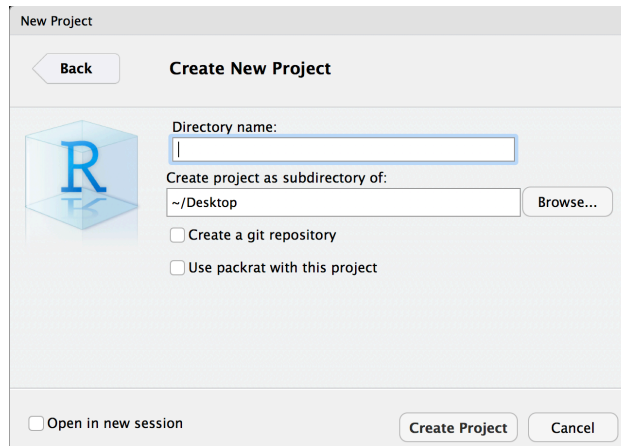 New Project
Back
Create New Project
R
Directory name:
Create project as subdirectory of:
~/Desktop
Browse...
Create a git repository
Use packrat with this project
Open in new session
Create Project
Cancel